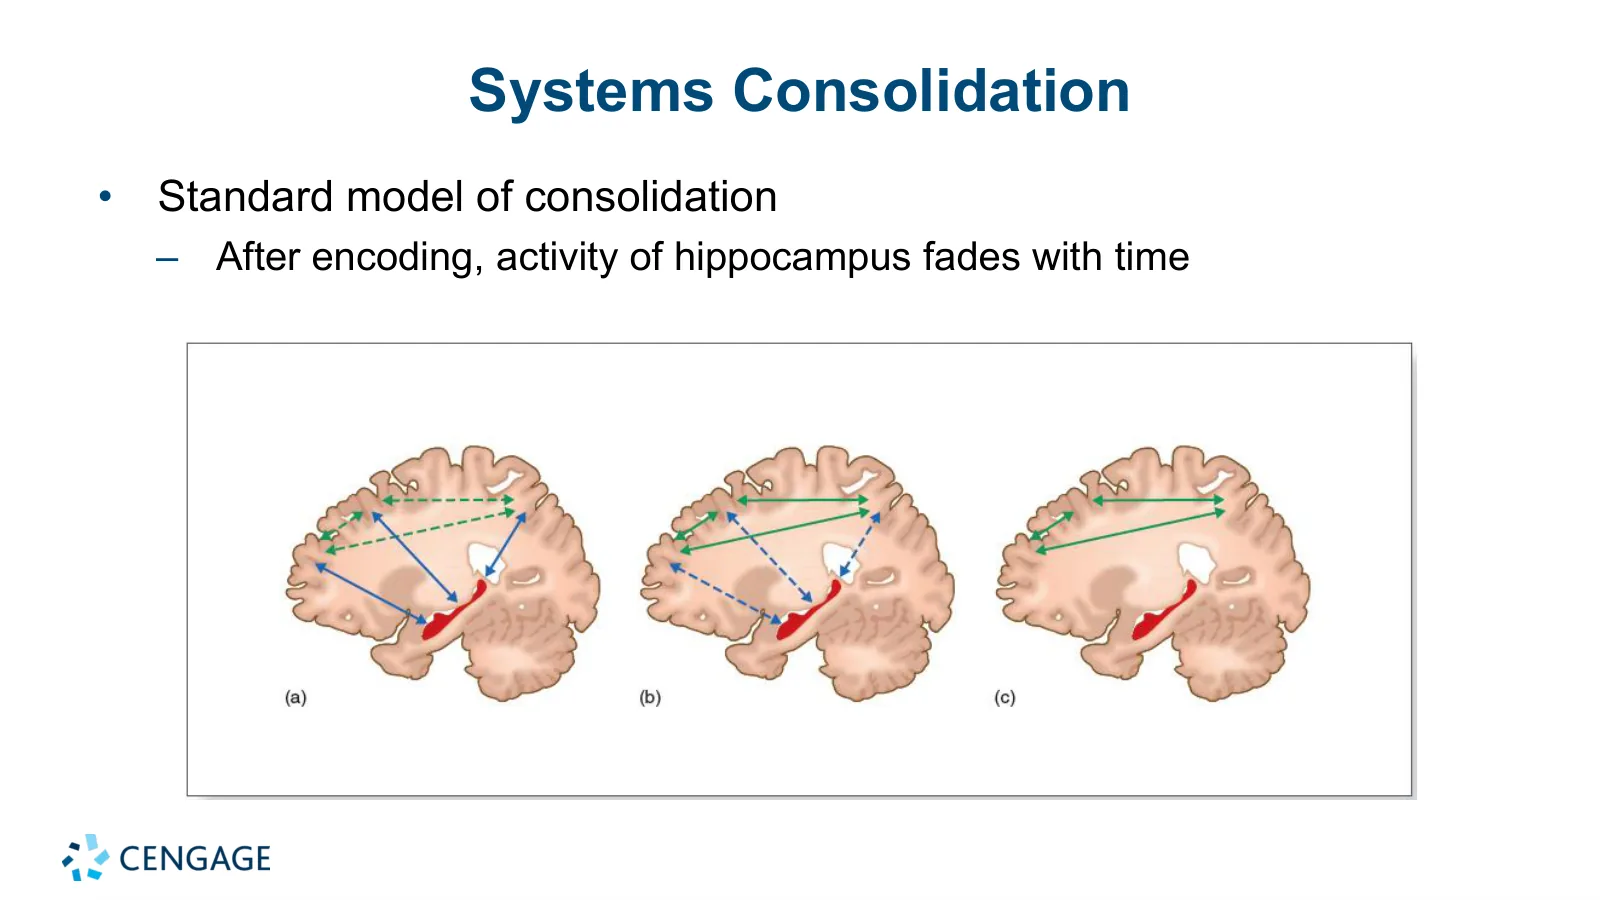 Systems Consolidation
• Standard model of consolidation
– After encoding, activity of hippocampus fades with time
(a) (b) (c)
CENGAGE